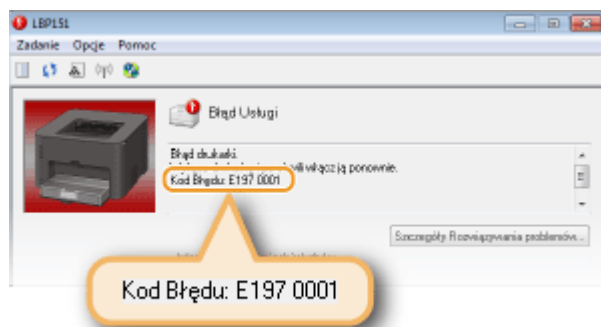 LBP151
Zadanie Opcje Pomoc
Błąd Usługi
Błąd drukarki.
wili włącz ją ponownie.
Kod Błędu: E197 0001
Szczegóły Rozwiązywania problemów...
Kod Błędu: E197 0001